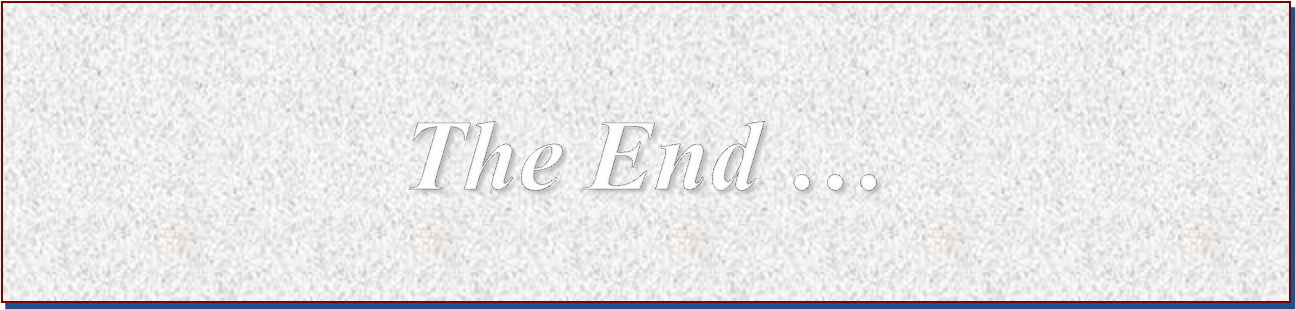 The End ...